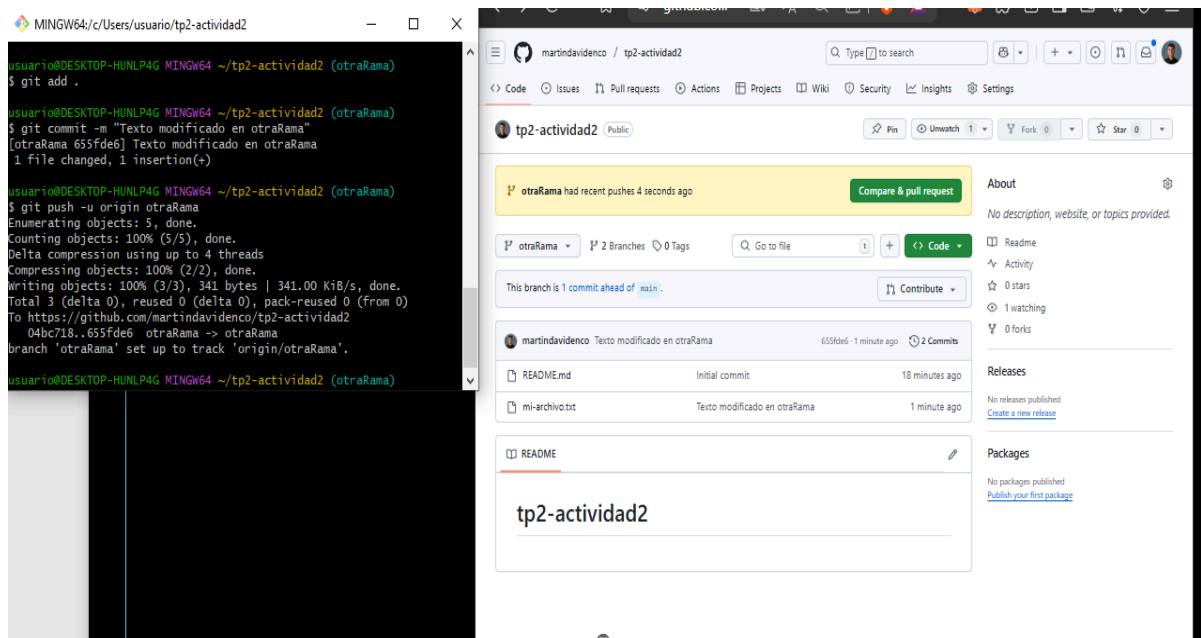 MINGW64:/c/Users/usuario/tp2-actividad2
usuario@DESKTOP-HUNLP4G MINGW64 ~/tp2-actividad2 (otraRama)
$ git add .
usuario@DESKTOP-HUNLP4G MINGW64 ~/tp2-actividad2 (otraRama)
$ git commit -m "Texto modificado en otraRama"
[otraRama 655fde6] Texto modificado en otraRama
1 file changed, 1 insertion(+)
usuario@DESKTOP-HUNLP4G MINGW64 ~/tp2-actividad2 (otraRama)
$ git push -u origin otraRama
Enumerating objects: 5, done.
Counting objects: 100% (5/5), done.
Delta compression using up to 4 threads
Compressing objects: 100% (2/2), done.
Writing objects: 100% (3/3), 341 bytes | 341.00 KiB/s, done.
Total 3 (delta 0), reused 0 (delta 0), pack-reused 0 (from 0)
To https://github.com/martindavidenco/tp2-actividad2
04bc718..655fde6 otraRama -> otraRama
branch 'otraRama' set up to track 'origin/otraRama'.
usuario@DESKTOP-HUNLP4G MINGW64 ~/tp2-actividad2 (otraRama)
martindavidenco / tp2-actividad2
Type / to search
Code Issues Pull requests Actions Projects Wiki Security Insights Settings
tp2-actividad2 Public
Pin Unwatch 1 Fork 0 Star 0
otraRama had recent pushes 4 seconds ago
Compare & pull request
otraRama 2 Branches 0 Tags
Go to file t
Code
This branch is 1 commit ahead of main .
Contribute
martindavidenco Texto modificado en otraRama 655fde6 · 1 minute ago 2 Commits
README.md Initial commit 18 minutes ago
mi-archivo.txt Texto modificado en otraRama 1 minute ago
README
tp2-actividad2
About
No description, website, or topics provided.
Readme
Activity
0 stars
1 watching
0 forks
Releases
No releases published
Create a new release
Packages
No packages published
Publish your first package